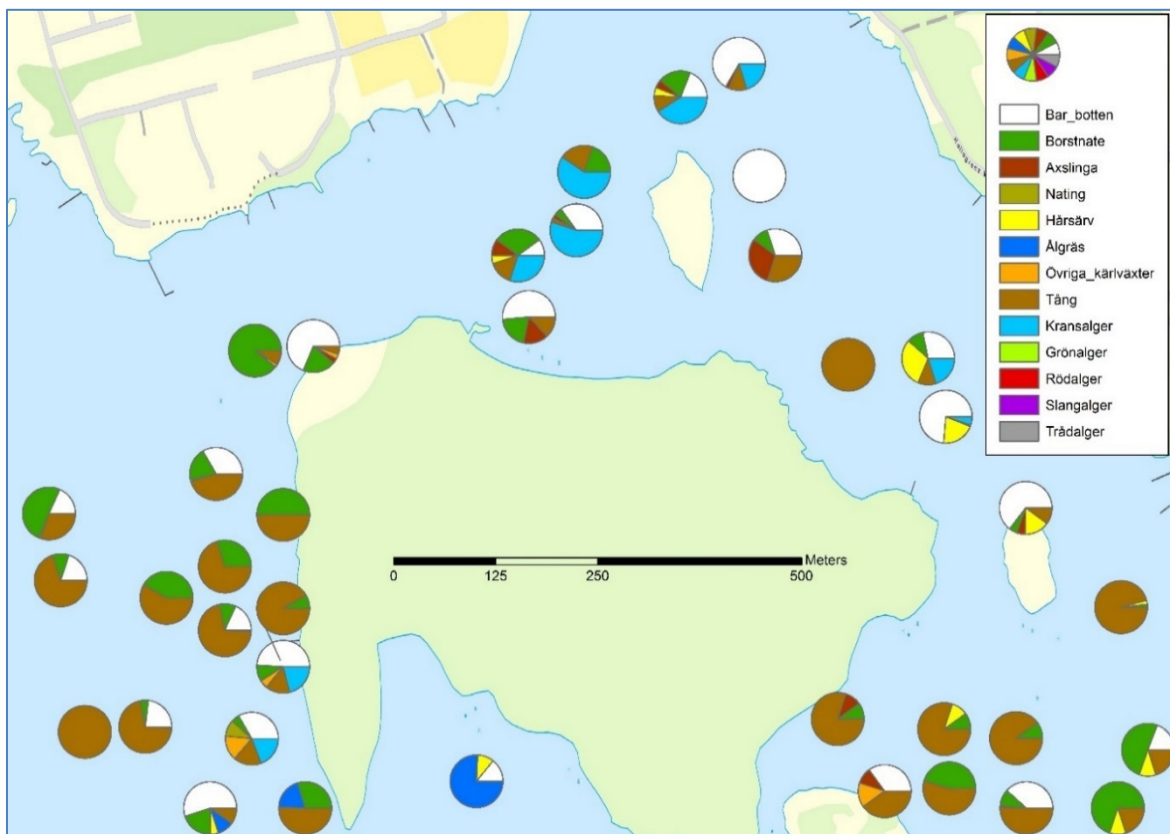 Bar_botten
Borstnate
Axslinga
Nating
Hårsärv
Ålgräs
Övriga_kärlväxter
Tång
Kransalger
Grönalger
Rödalger
Slangalger
Trådalger
Meters
0 125 250 500